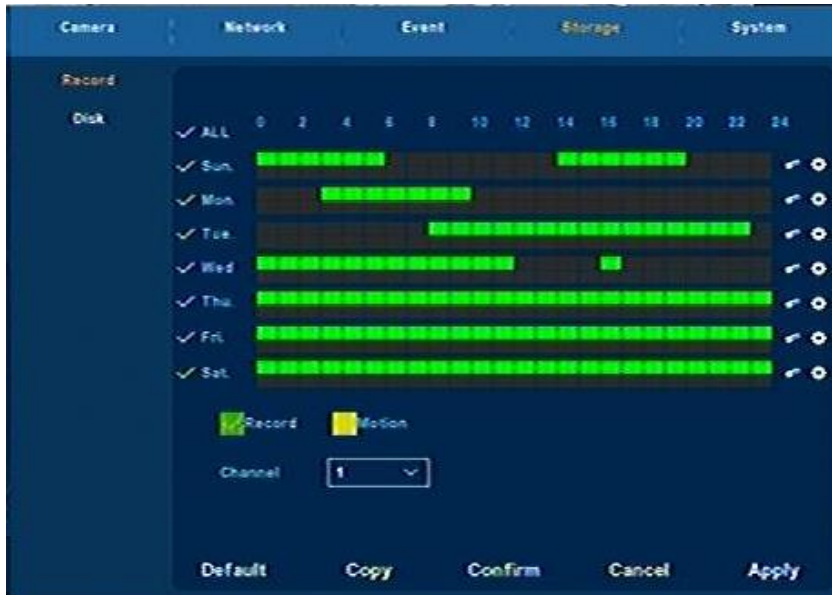 Camera Network Event Storage System
Record
Disk
0 2 4 6 8 10 12 14 16 18 20 22 24
ALL
Sun.
Mon.
Tue.
Wed
Thu.
Fri.
Sat.
Record Motion
Channel 1
Default Copy Confirm Cancel Apply